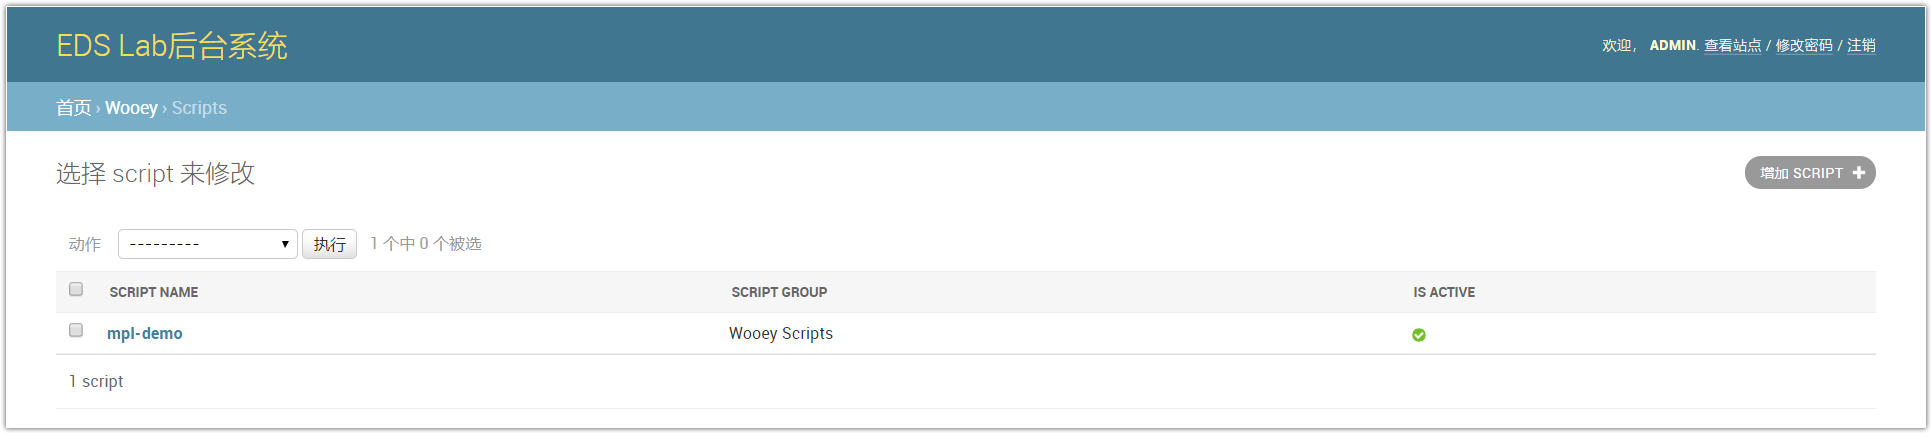 EDS Lab后台系统
欢迎， ADMIN. 查看站点 / 修改密码 / 注销
首页 › Wooey › Scripts
选择 script 来修改
增加 SCRIPT
动作 --------- 执行 1 个中 0 个被选
SCRIPT NAME SCRIPT GROUP IS ACTIVE
mpl-demo Wooey Scripts
1 script